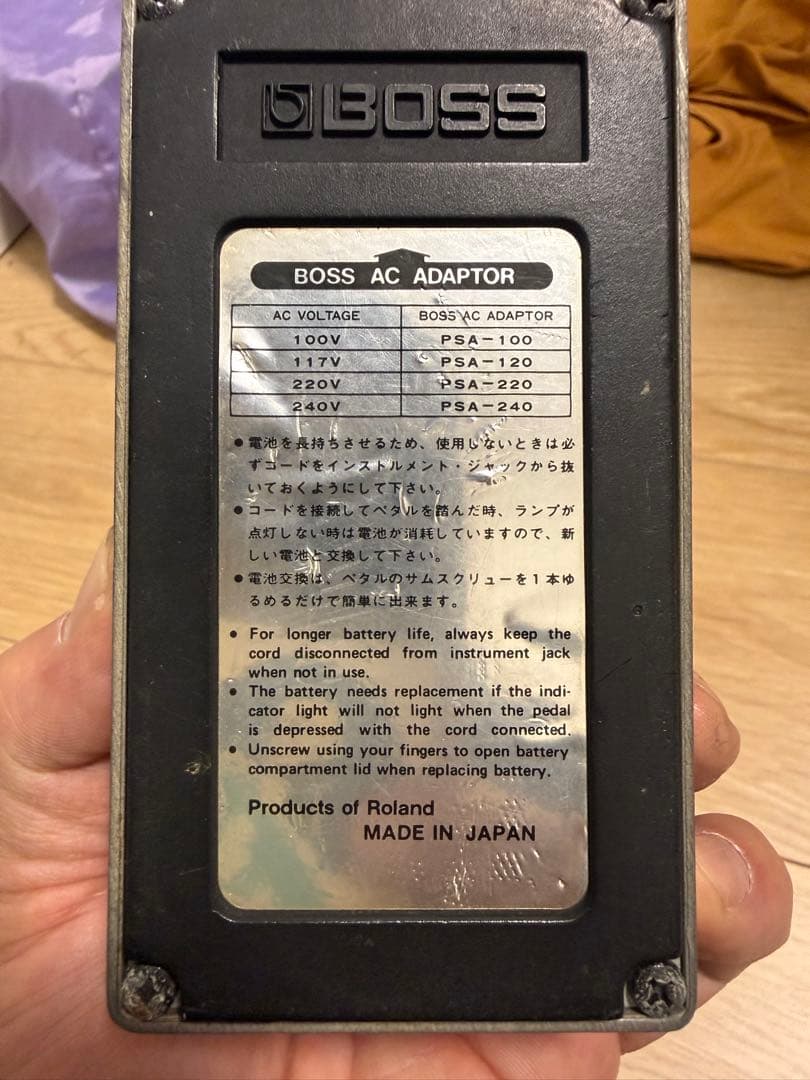 BOSS
BOSS AC ADAPTOR
AC VOLTAGE BOSS AC ADAPTOR
100V PSA-100
117V PSA-120
220V PSA-220
240V PSA-240
●電池を長持ちさせるため、使用しないときは必
ずコードをインストルメント・ジャックから抜
いておくようにして下さい。
●コードを接続してペタルを踏んだ時、ランプが
点灯しない時は電池が消耗していますので、新
しい電池と交換して下さい。
●電池交換は、ペタルのサムスクリューを1本ゆ
るめるだけで簡単に出来ます。
● For longer battery life, always keep the
cord disconnected from instrument jack
when not in use.
● The battery needs replacement if the indi-
cator light will not light when the pedal
is depressed with the cord connected.
● Unscrew using your fingers to open battery
compartment lid when replacing battery.
Products of Roland
MADE IN JAPAN